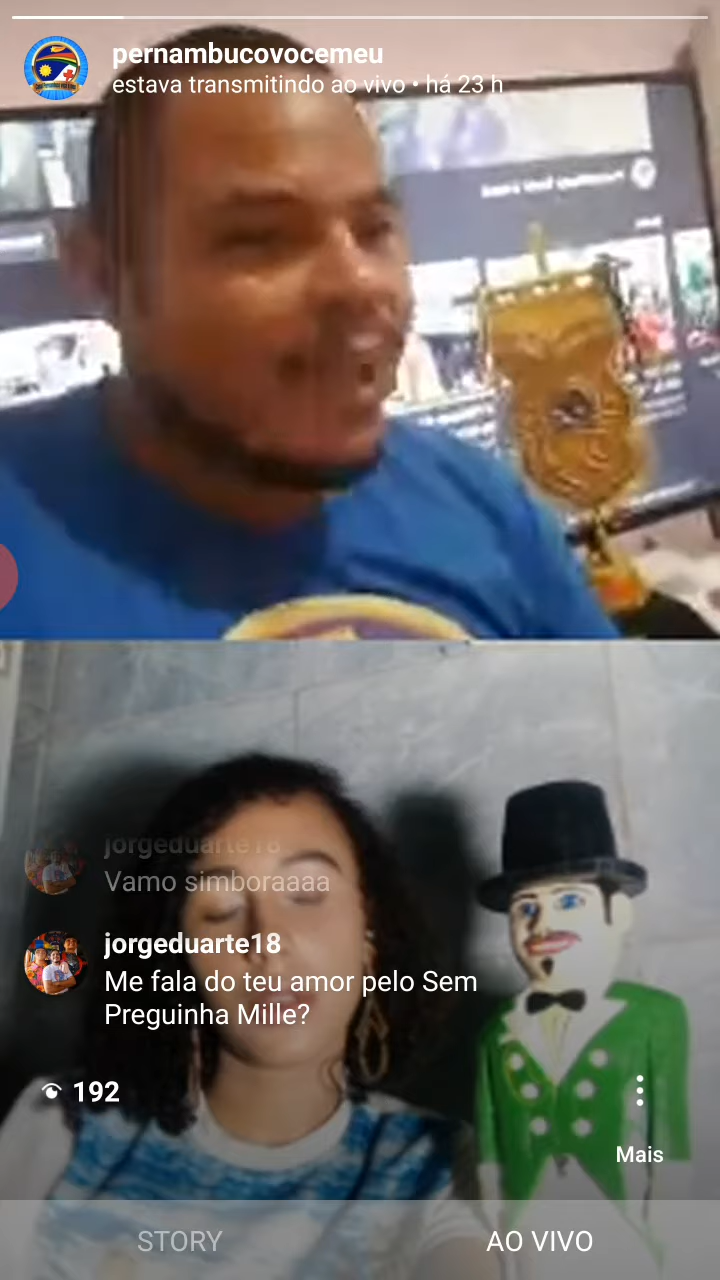 pernambucovocemeu
estava transmitindo ao vivo • há 23 h
jorgeduarte18
Vamo simboraaaa
jorgeduarte18
Me fala do teu amor pelo Sem
Preguinha Mille?
192
Mais
STORY
AO VIVO